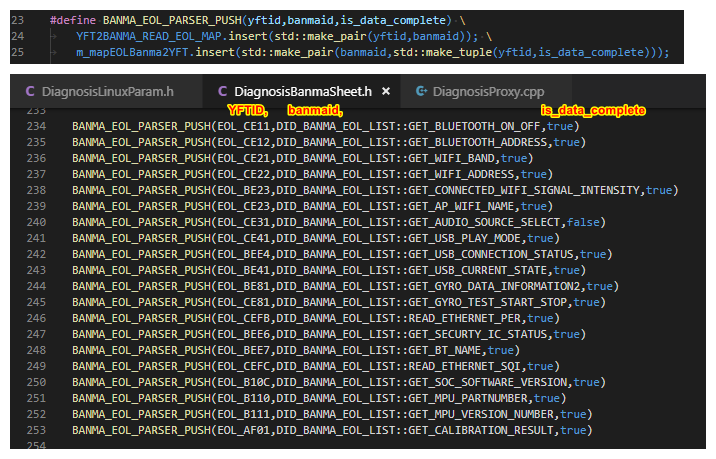 23 #define BANMA_EOL_PARSER_PUSH(yftid,banmaid,is_data_complete) \
24 YFT2BANMA_READ_EOL_MAP.insert(std::make_pair(yftid,banmaid)); \
25 m_mapEOLBanma2YFT.insert(std::make_pair(banmaid,std::make_tuple(yftid,is_data_complete)));
C DiagnosisLinuxParam.h C DiagnosisBanmaSheet.h × C++ DiagnosisProxy.cpp
YFTID, banmaid, is_data_complete
233
234 BANMA_EOL_PARSER_PUSH(EOL_CE11,DID_BANMA_EOL_LIST::GET_BLUETOOTH_ON_OFF,true)
235 BANMA_EOL_PARSER_PUSH(EOL_CE12,DID_BANMA_EOL_LIST::GET_BLUETOOTH_ADDRESS,true)
236 BANMA_EOL_PARSER_PUSH(EOL_CE21,DID_BANMA_EOL_LIST::GET_WIFI_BAND,true)
237 BANMA_EOL_PARSER_PUSH(EOL_CE22,DID_BANMA_EOL_LIST::GET_WIFI_ADDRESS,true)
238 BANMA_EOL_PARSER_PUSH(EOL_BE23,DID_BANMA_EOL_LIST::GET_CONNECTED_WIFI_SIGNAL_INTENSITY,true)
239 BANMA_EOL_PARSER_PUSH(EOL_CE23,DID_BANMA_EOL_LIST::GET_AP_WIFI_NAME,true)
240 BANMA_EOL_PARSER_PUSH(EOL_CE31,DID_BANMA_EOL_LIST::GET_AUDIO_SOURCE_SELECT,false)
241 BANMA_EOL_PARSER_PUSH(EOL_CE41,DID_BANMA_EOL_LIST::GET_USB_PLAY_MODE,true)
242 BANMA_EOL_PARSER_PUSH(EOL_BEE4,DID_BANMA_EOL_LIST::GET_USB_CONNECTION_STATUS,true)
243 BANMA_EOL_PARSER_PUSH(EOL_BE41,DID_BANMA_EOL_LIST::GET_USB_CURRENT_STATE,true)
244 BANMA_EOL_PARSER_PUSH(EOL_BE81,DID_BANMA_EOL_LIST::GET_GYRO_DATA_INFORMATION2,true)
245 BANMA_EOL_PARSER_PUSH(EOL_CE81,DID_BANMA_EOL_LIST::GET_GYRO_TEST_START_STOP,true)
246 BANMA_EOL_PARSER_PUSH(EOL_CEFB,DID_BANMA_EOL_LIST::READ_ETHERNET_PER,true)
247 BANMA_EOL_PARSER_PUSH(EOL_BEE6,DID_BANMA_EOL_LIST::GET_SECURTY_IC_STATUS,true)
248 BANMA_EOL_PARSER_PUSH(EOL_BEE7,DID_BANMA_EOL_LIST::GET_BT_NAME,true)
249 BANMA_EOL_PARSER_PUSH(EOL_CEFC,DID_BANMA_EOL_LIST::READ_ETHERNET_SQI,true)
250 BANMA_EOL_PARSER_PUSH(EOL_B10C,DID_BANMA_EOL_LIST::GET_SOC_SOFTWARE_VERSION,true)
251 BANMA_EOL_PARSER_PUSH(EOL_B110,DID_BANMA_EOL_LIST::GET_MPU_PARTNUMBER,true)
252 BANMA_EOL_PARSER_PUSH(EOL_B111,DID_BANMA_EOL_LIST::GET_MPU_VERSION_NUMBER,true)
253 BANMA_EOL_PARSER_PUSH(EOL_AF01,DID_BANMA_EOL_LIST::GET_CALIBRATION_RESULT,true)
254